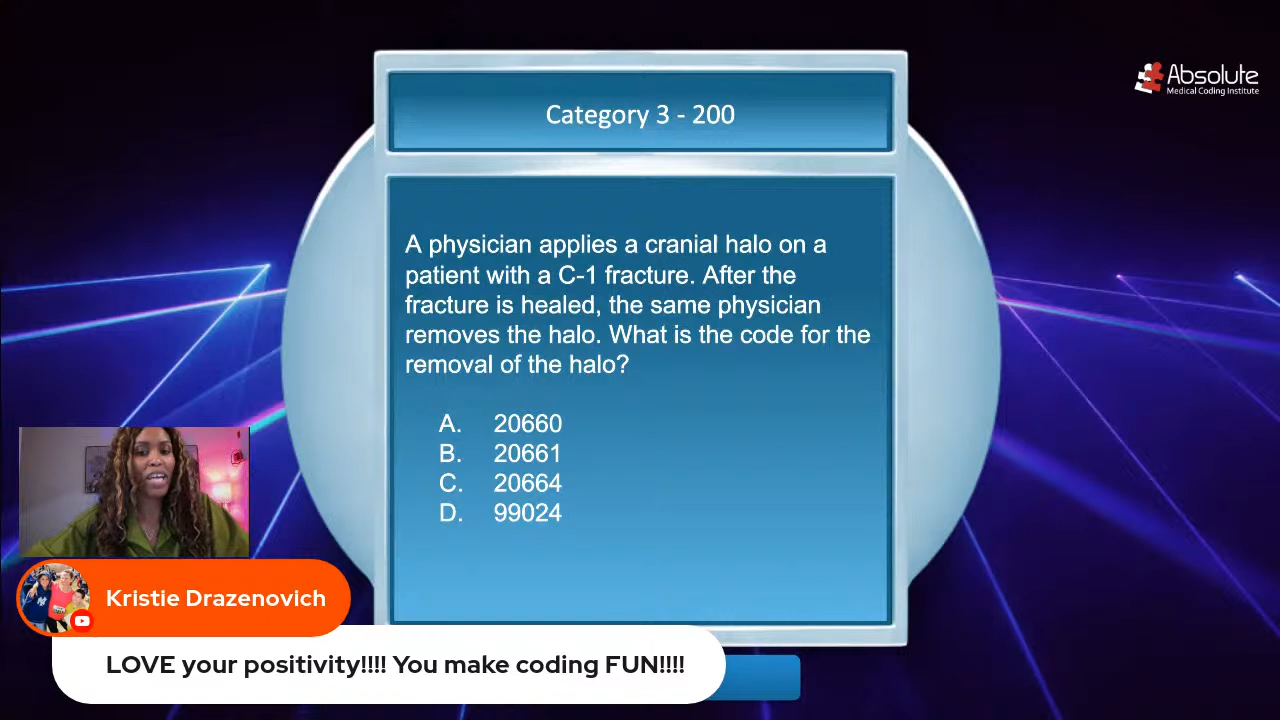 Absolute
Medical Coding Institute
Category 3 - 200
A physician applies a cranial halo on a
patient with a C-1 fracture. After the
fracture is healed, the same physician
removes the halo. What is the code for the
removal of the halo?
A. 20660
B. 20661
C. 20664
D. 99024
Kristie Drazenovich
LOVE your positivity!!!! You make coding FUN!!!!